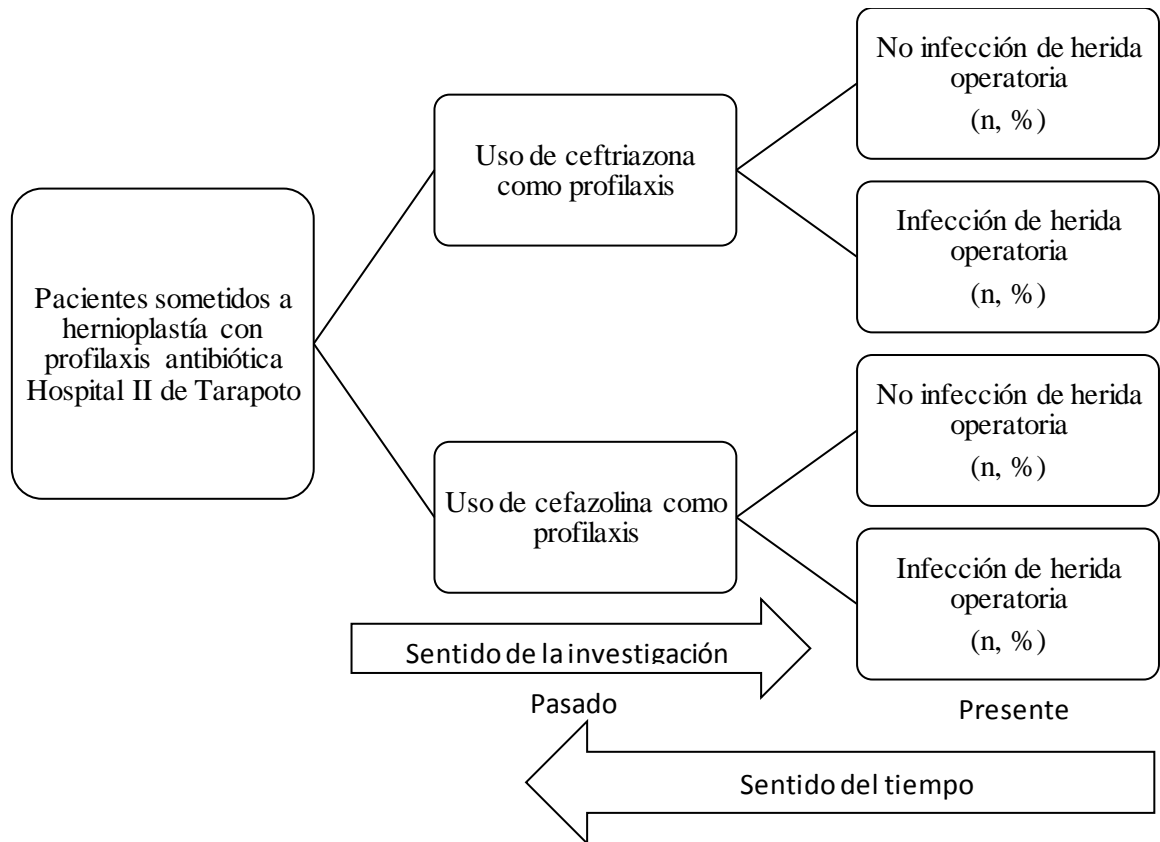 Pacientes sometidos a
hernioplastía con
profilaxis antibiótica
Hospital II de Tarapoto
Uso de ceftriazona
como profilaxis
No infección de herida
operatoria
(n, %)
Infección de herida
operatoria
(n, %)
Uso de cefazolina como
profilaxis
No infección de herida
operatoria
(n, %)
Infección de herida
operatoria
(n, %)
Sentido de la investigación
Pasado
Presente
Sentido del tiempo